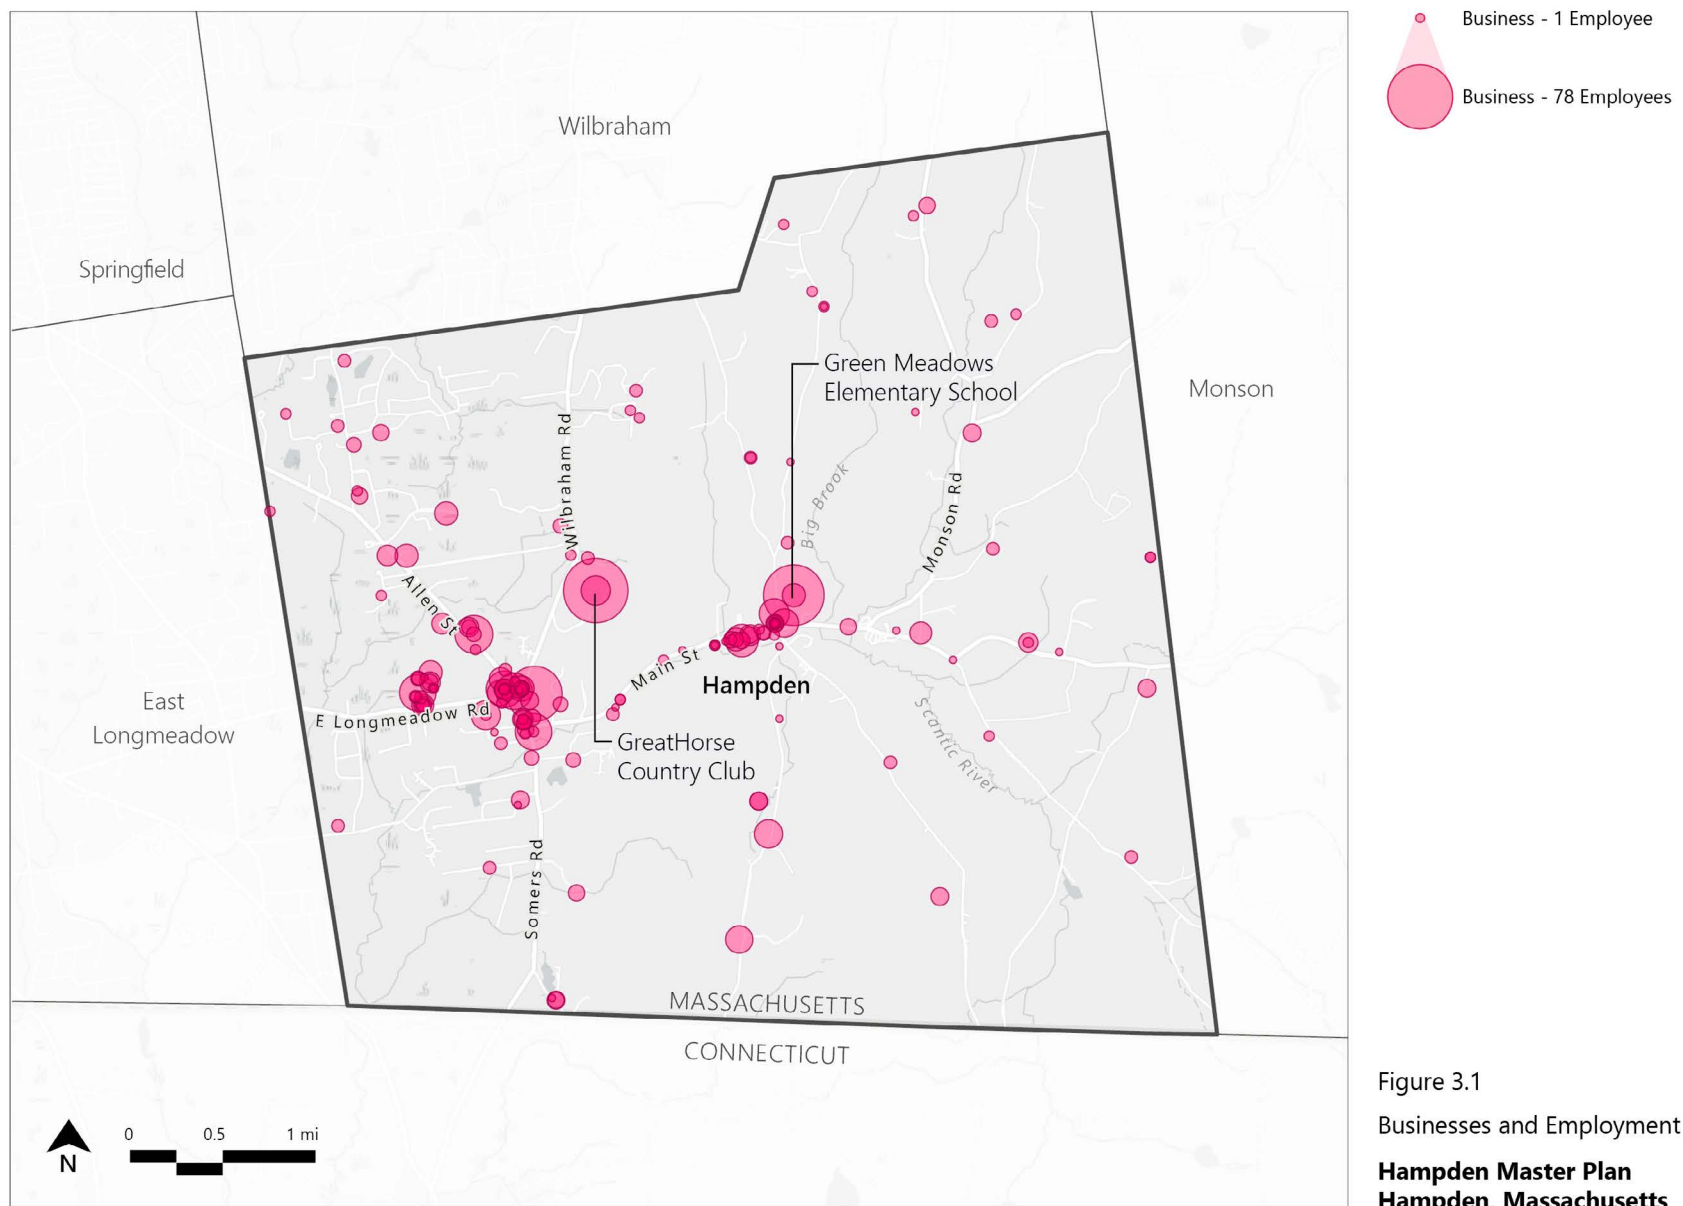 Business - 1 Employee
Business - 78 Employees
Wilbraham
Springfield
Green Meadows
Elementary School
Monson
Wilbraham Rd
Big Brook
Monson Rd
Allen St
Main St
Hampden
East
Longmeadow
E Longmeadow Rd
Scantic River
GreatHorse
Country Club
Somers Rd
MASSACHUSETTS
CONNECTICUT
N
0 0.5 1 mi
Figure 3.1
Businesses and Employment
Hampden Master Plan
Hampden, Massachusetts